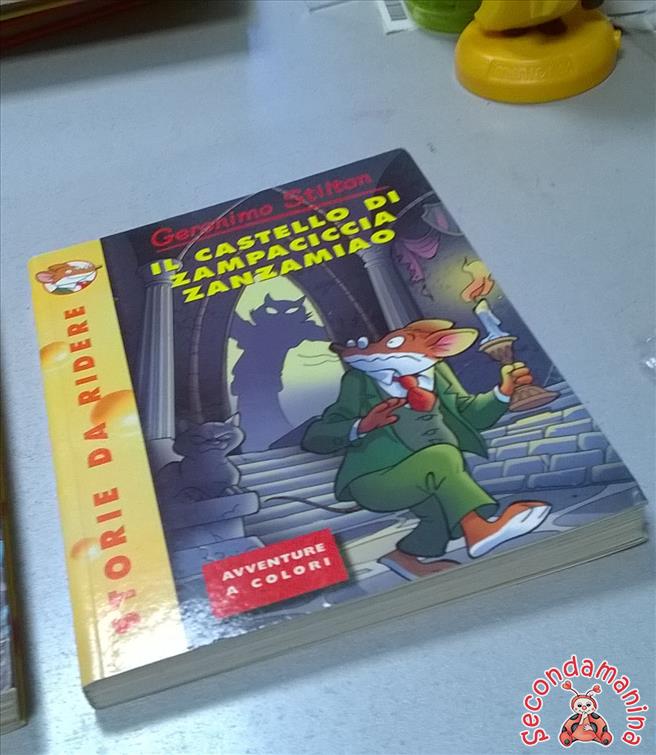 Geronimo Stilton
IL CASTELLO DI
ZAMPACICCIA
ZANZAMIAO
STORIE DA RIDERE
AVVENTURE
A COLORI
Secondamanina